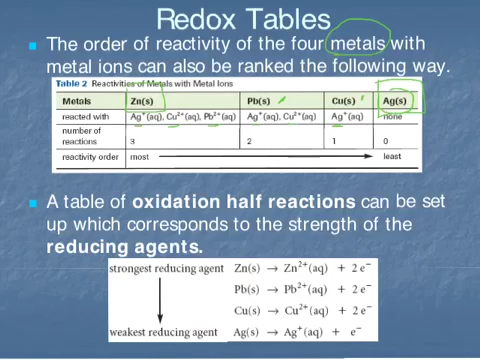 Redox Tables
The order of reactivity of the four metals with
metal ions can also be ranked the following way.
Table 2 Reactivities of Metals with Metal Ions
Metals Zn(s) Pb(s) Cu(s) Ag(s)
reacted with Ag⁺(aq), Cu²⁺(aq), Pb²⁺(aq) Ag⁺(aq), Cu²⁺(aq) Ag⁺(aq) none
number of
reactions 3 2 1 0
reactivity order most least
A table of oxidation half reactions can be set
up which corresponds to the strength of the
reducing agents.
strongest reducing agent Zn(s) → Zn²⁺(aq) + 2 e⁻
Pb(s) → Pb²⁺(aq) + 2 e⁻
Cu(s) → Cu²⁺(aq) + 2 e⁻
weakest reducing agent Ag(s) → Ag⁺(aq) + e⁻